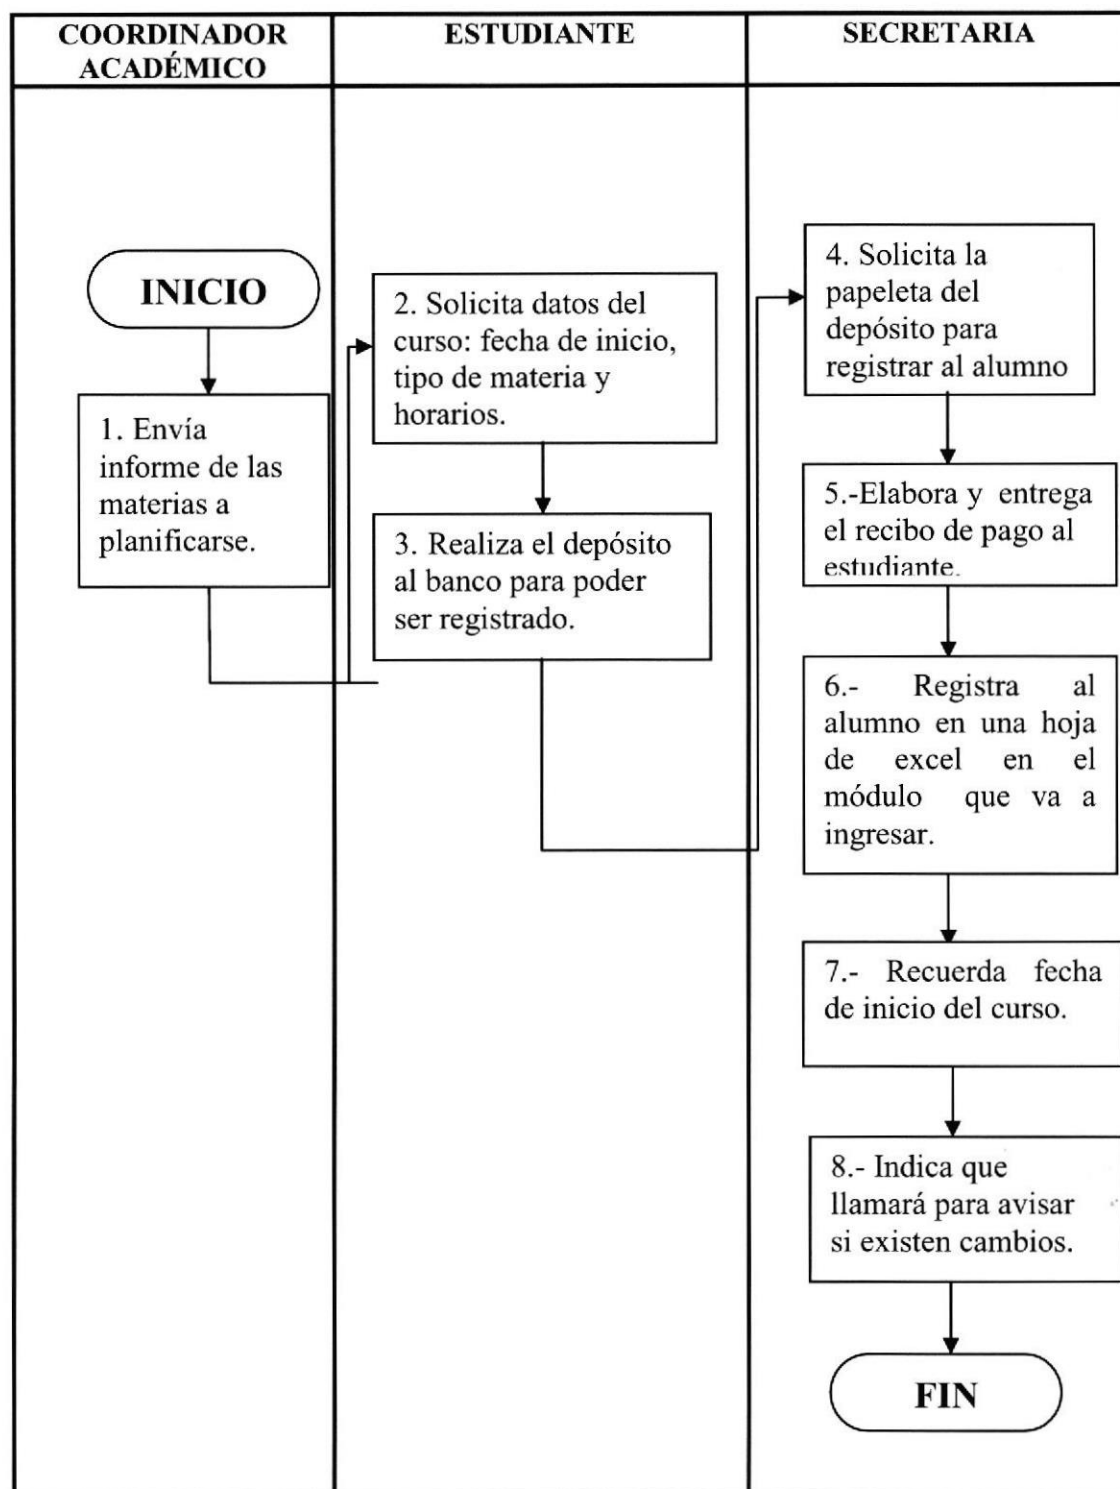 COORDINADOR
ACADÉMICO
ESTUDIANTE
SECRETARIA
INICIO
1. Envía
informe de las
materias a
planificarse.
2. Solicita datos del
curso: fecha de inicio,
tipo de materia y
horarios.
3. Realiza el depósito
al banco para poder
ser registrado.
4. Solicita la
papeleta del
depósito para
registrar al alumno
5.-Elabora y entrega
el recibo de pago al
estudiante.
6.- Registra al
alumno en una hoja
de excel en el
módulo que va a
ingresar.
7.- Recuerda fecha
de inicio del curso.
8.- Indica que
llamará para avisar
si existen cambios.
FIN